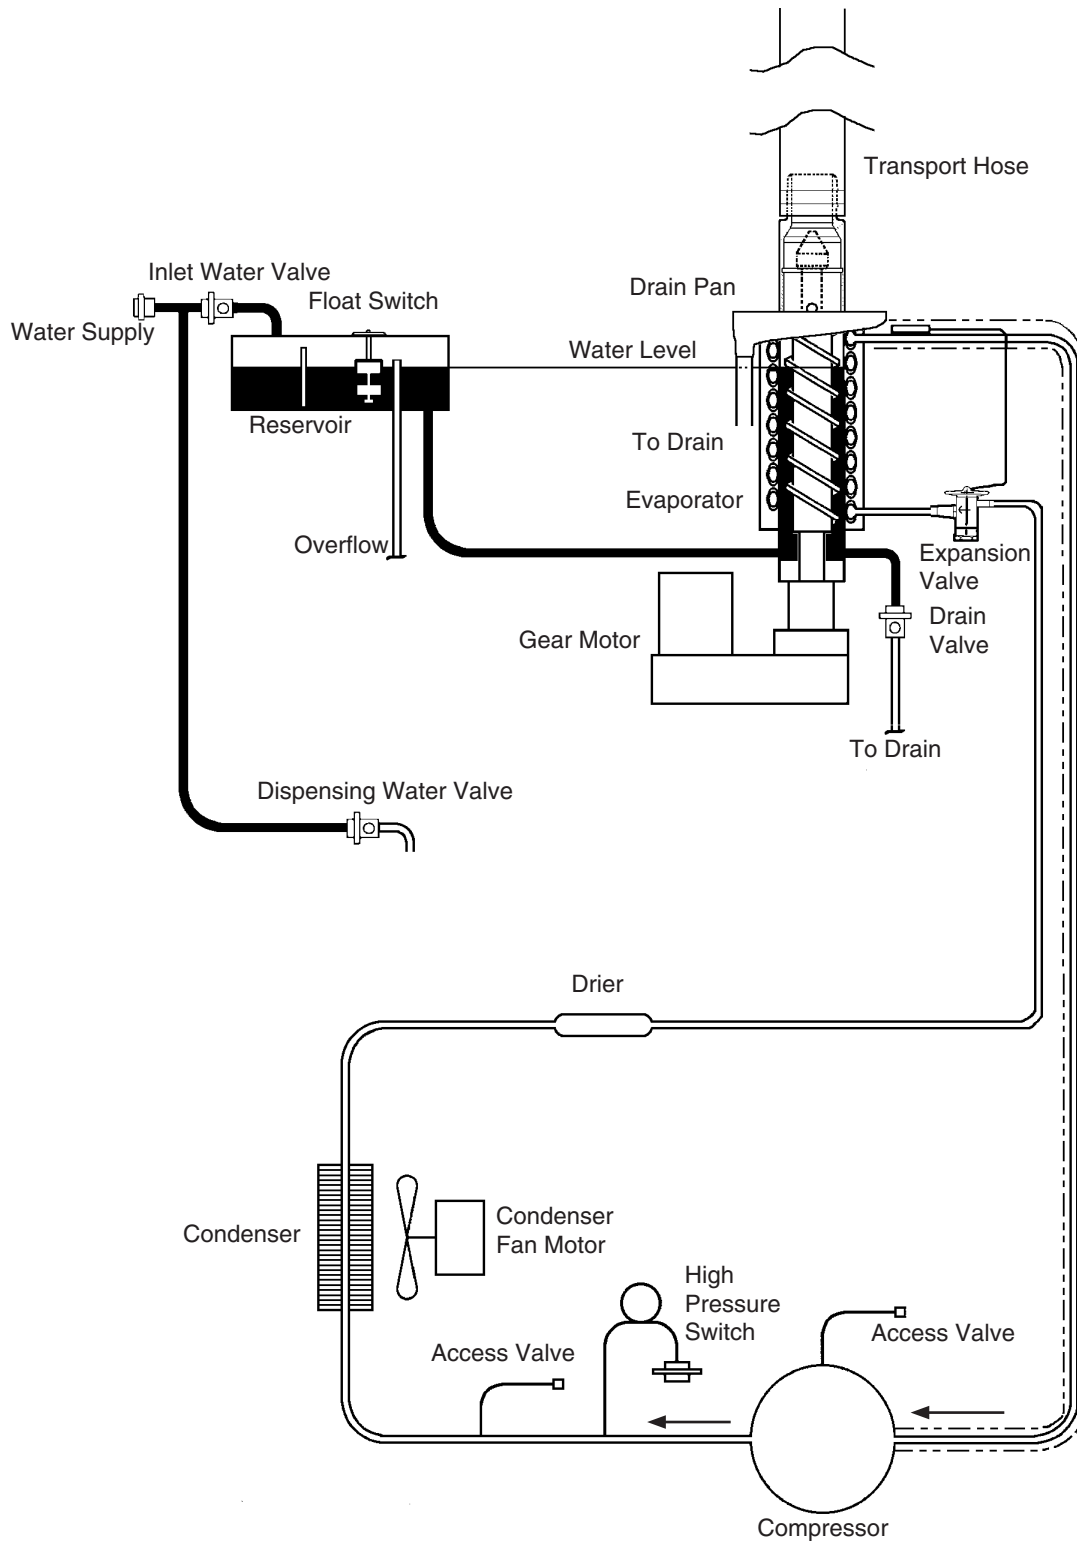 Transport Hose
Inlet Water Valve
Float Switch
Drain Pan
Water Supply
Water Level
Reservoir
To Drain
Evaporator
Overflow
Expansion
Valve
Drain
Valve
Gear Motor
To Drain
Dispensing Water Valve
Drier
Condenser
Condenser
Fan Motor
High
Pressure
Switch
Access Valve
Access Valve
Compressor